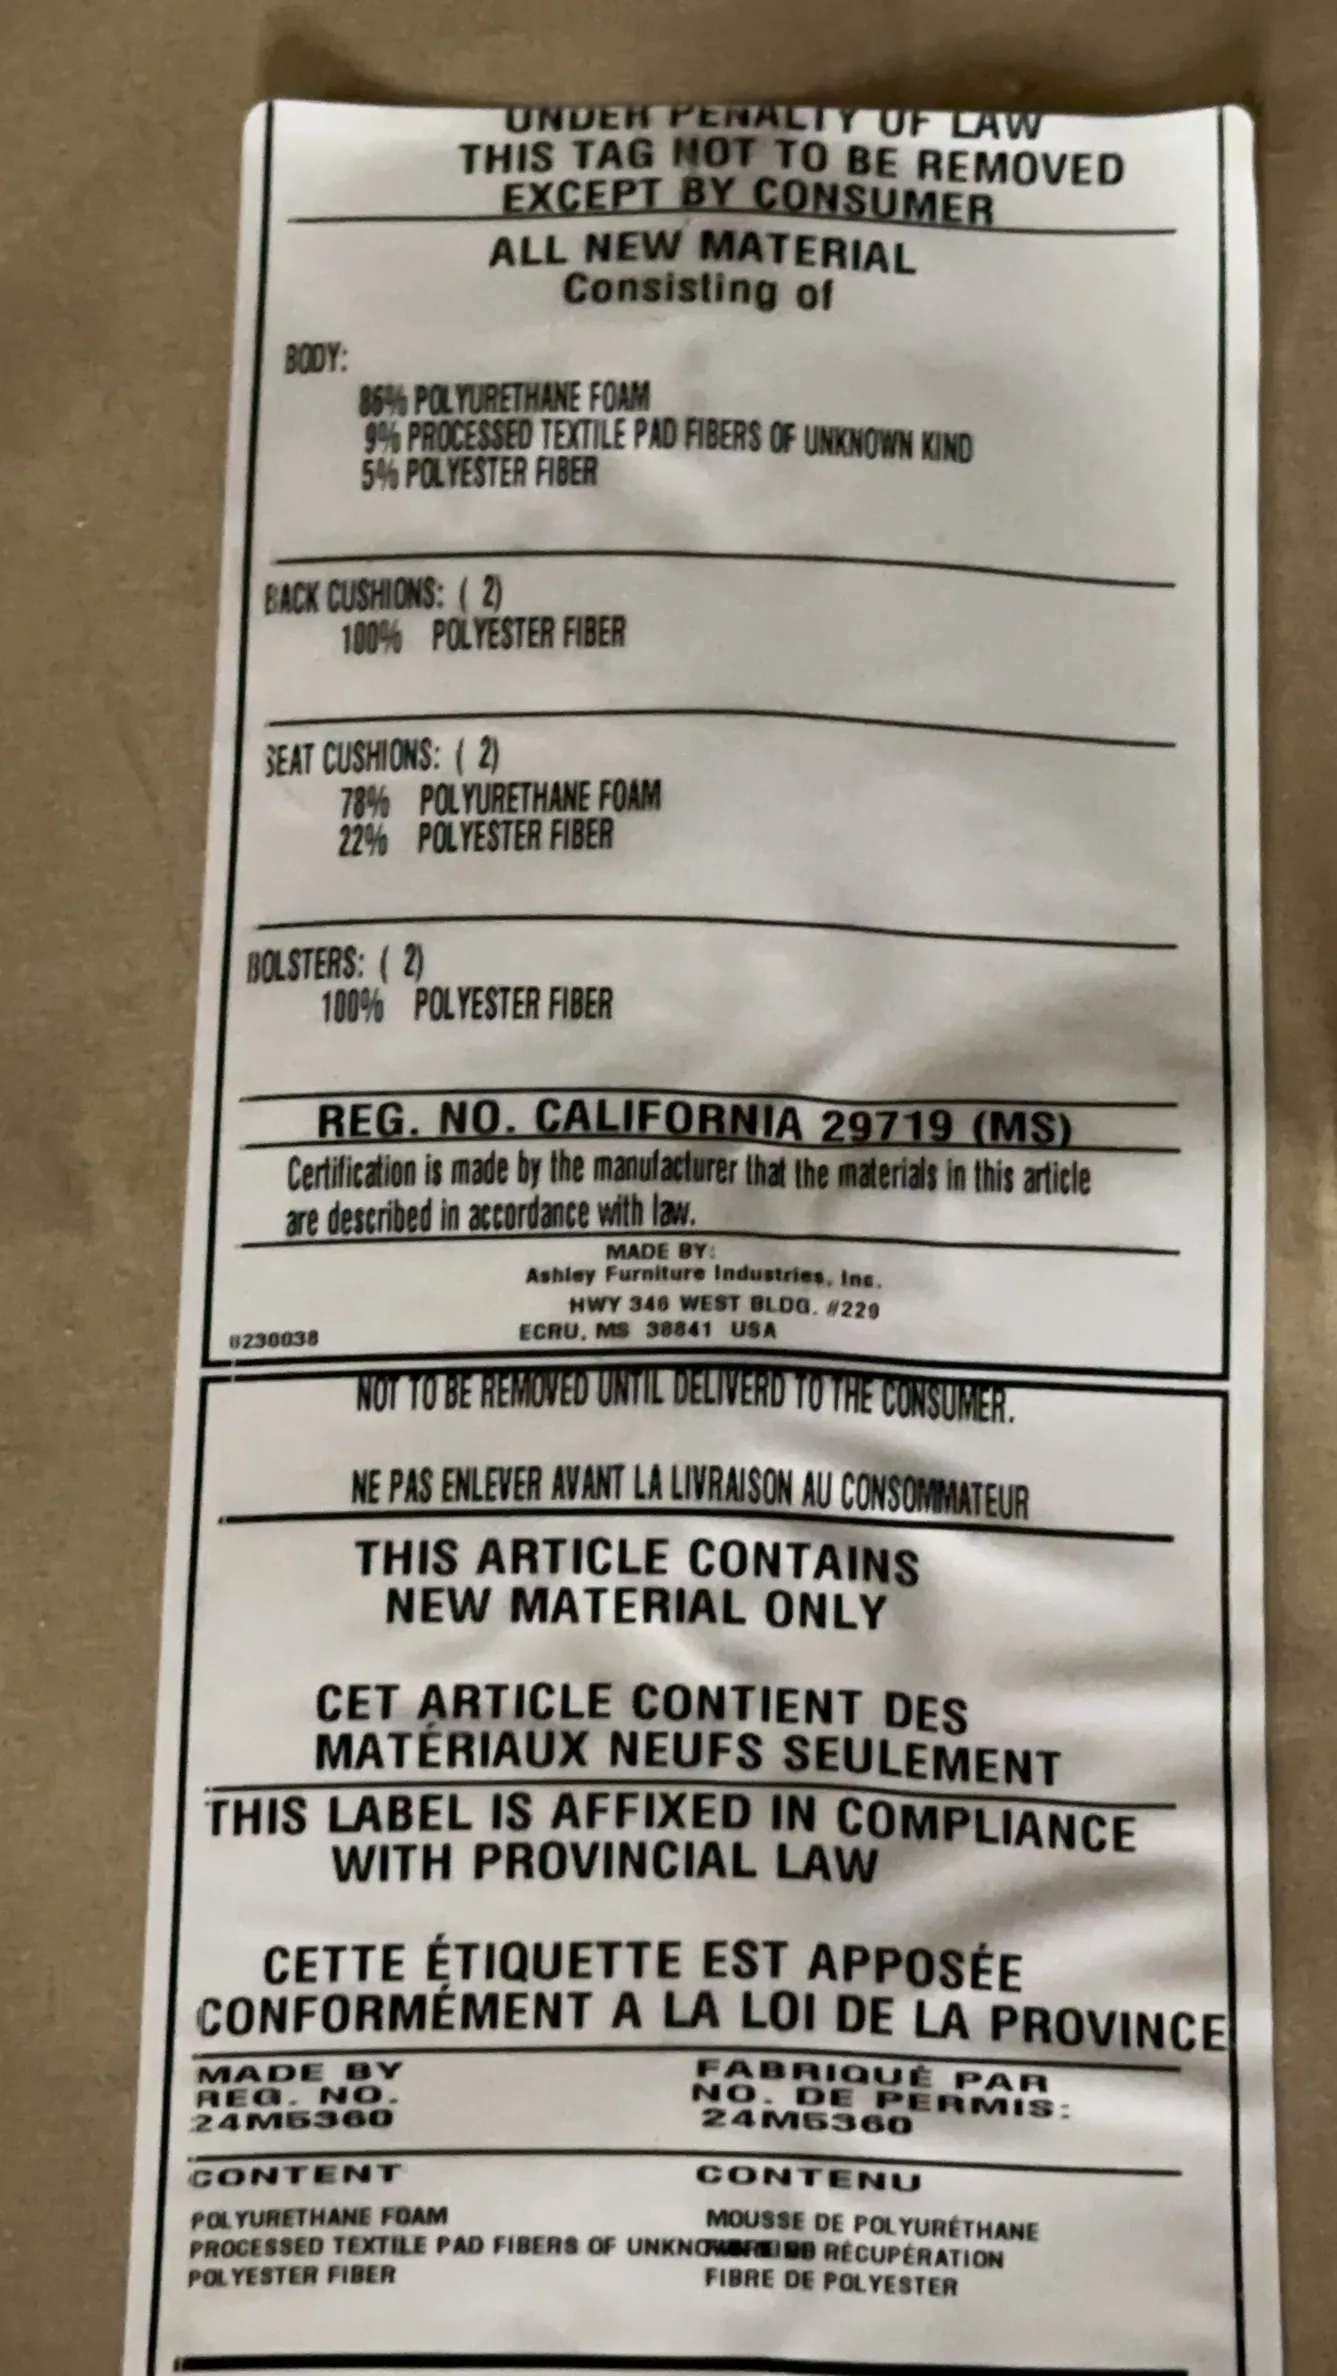 UNDER PENALTY OF LAW
THIS TAG NOT TO BE REMOVED
EXCEPT BY CONSUMER
ALL NEW MATERIAL
Consisting of
BODY:
86% POLYURETHANE FOAM
9% PROCESSED TEXTILE PAD FIBERS OF UNKNOWN KIND
5% POLYESTER FIBER
BACK CUSHIONS: ( 2)
100% POLYESTER FIBER
SEAT CUSHIONS: ( 2)
78% POLYURETHANE FOAM
22% POLYESTER FIBER
BOLSTERS: ( 2)
100% POLYESTER FIBER
REG. NO. CALIFORNIA 29719 (MS)
Certification is made by the manufacturer that the materials in this article
are described in accordance with law.
MADE BY:
Ashley Furniture Industries, Inc.
HWY 346 WEST BLDG. #229
ECRU, MS 38841 USA
NOT TO BE REMOVED UNTIL DELIVERD TO THE CONSUMER.
NE PAS ENLEVER AVANT LA LIVRAISON AU CONSOMMATEUR
THIS ARTICLE CONTAINS
NEW MATERIAL ONLY
CET ARTICLE CONTIENT DES
MATÉRIAUX NEUFS SEULEMENT
THIS LABEL IS AFFIXED IN COMPLIANCE
WITH PROVINCIAL LAW
CETTE ÉTIQUETTE EST APPOSÉE
CONFORMÉMENT A LA LOI DE LA PROVINCE
MADE BY FABRIQUÉ PAR
REG. NO. NO. DE PERMIS:
24M5360 24M5360
CONTENT CONTENU
POLYURETHANE FOAM MOUSSE DE POLYURÉTHANE
PROCESSED TEXTILE PAD FIBERS OF RÉCUPÉRATION
POLYESTER FIBER FIBRE DE POLYESTER